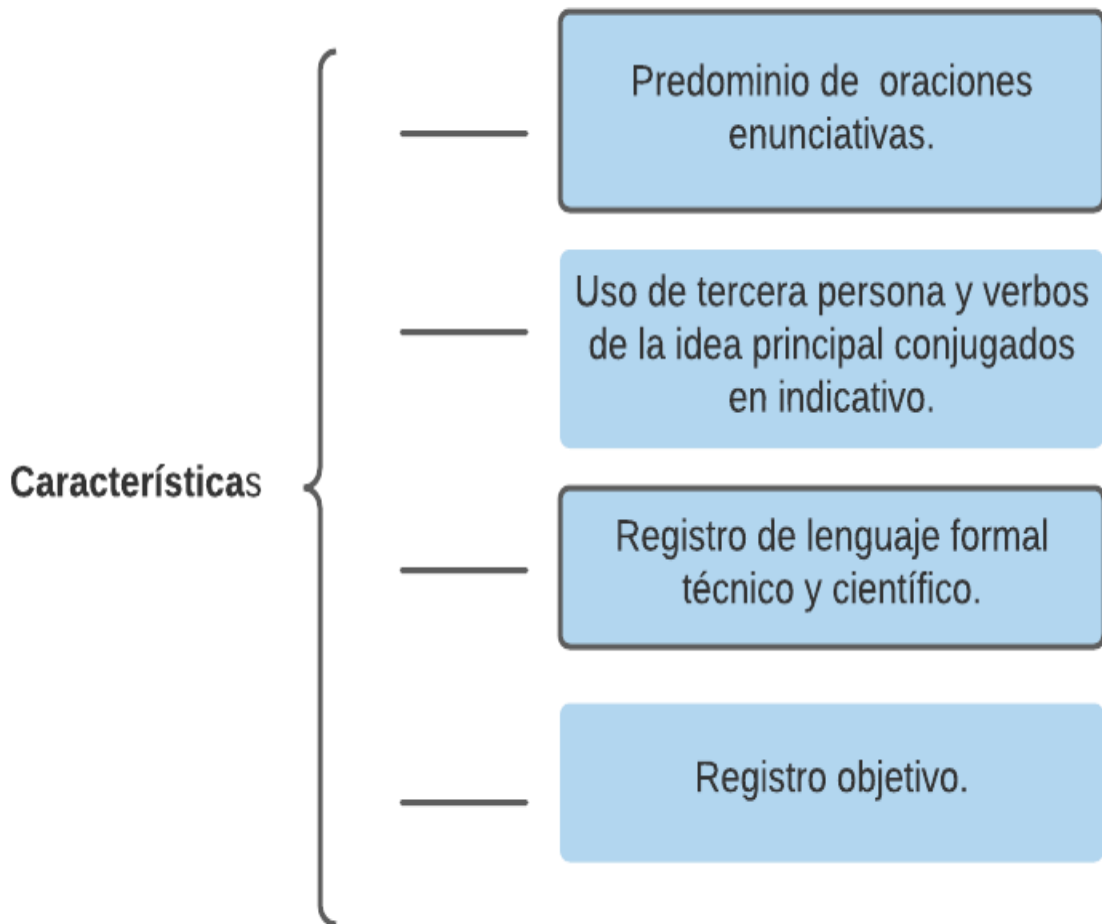 Predominio de oraciones
enunciativas.
Uso de tercera persona y verbos
de la idea principal conjugados
en indicativo.
Características
Registro de lenguaje formal
técnico y científico.
Registro objetivo.